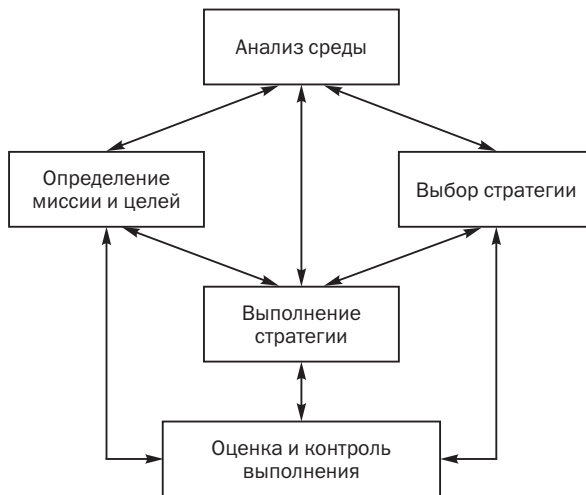 Анализ среды
Определение
миссии и целей
Выбор стратегии
Выполнение
стратегии
Оценка и контроль
выполнения